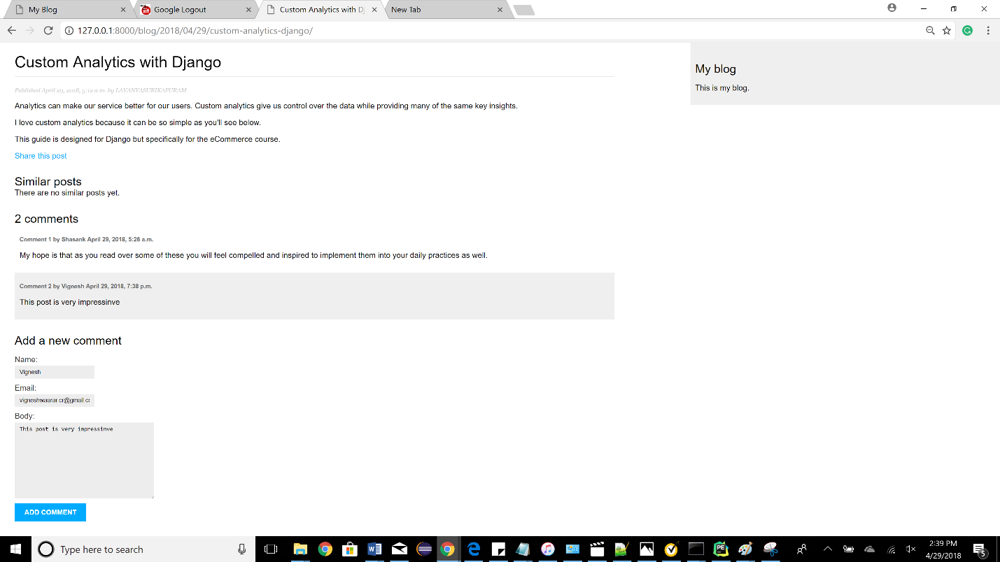 My Blog
Google Logout
Custom Analytics with Dj
New Tab
127.0.0.1:8000/blog/2018/04/29/custom-analytics-django/
Custom Analytics with Django
Published April 29, 2018, 5:12 a.m. by LAVANYASURIKAPURAM
Analytics can make our service better for our users. Custom analytics give us control over the data while providing many of the same key insights.
I love custom analytics because it can be so simple as you'll see below.
This guide is designed for Django but specifically for the eCommerce course.
Share this post
Similar posts
There are no similar posts yet.
2 comments
Comment 1 by Shasank April 29, 2018, 5:26 a.m.
My hope is that as you read over some of these you will feel compelled and inspired to implement them into your daily practices as well.
Comment 2 by Vignesh April 29, 2018, 7:38 p.m.
This post is very impressinve
Add a new comment
Name:
Vignesh
Email:
vigneshwaarar.cr@gmail.co
Body:
This post is very impressinve
ADD COMMENT
My blog
This is my blog.
Type here to search
2:39 PM
4/29/2018
5